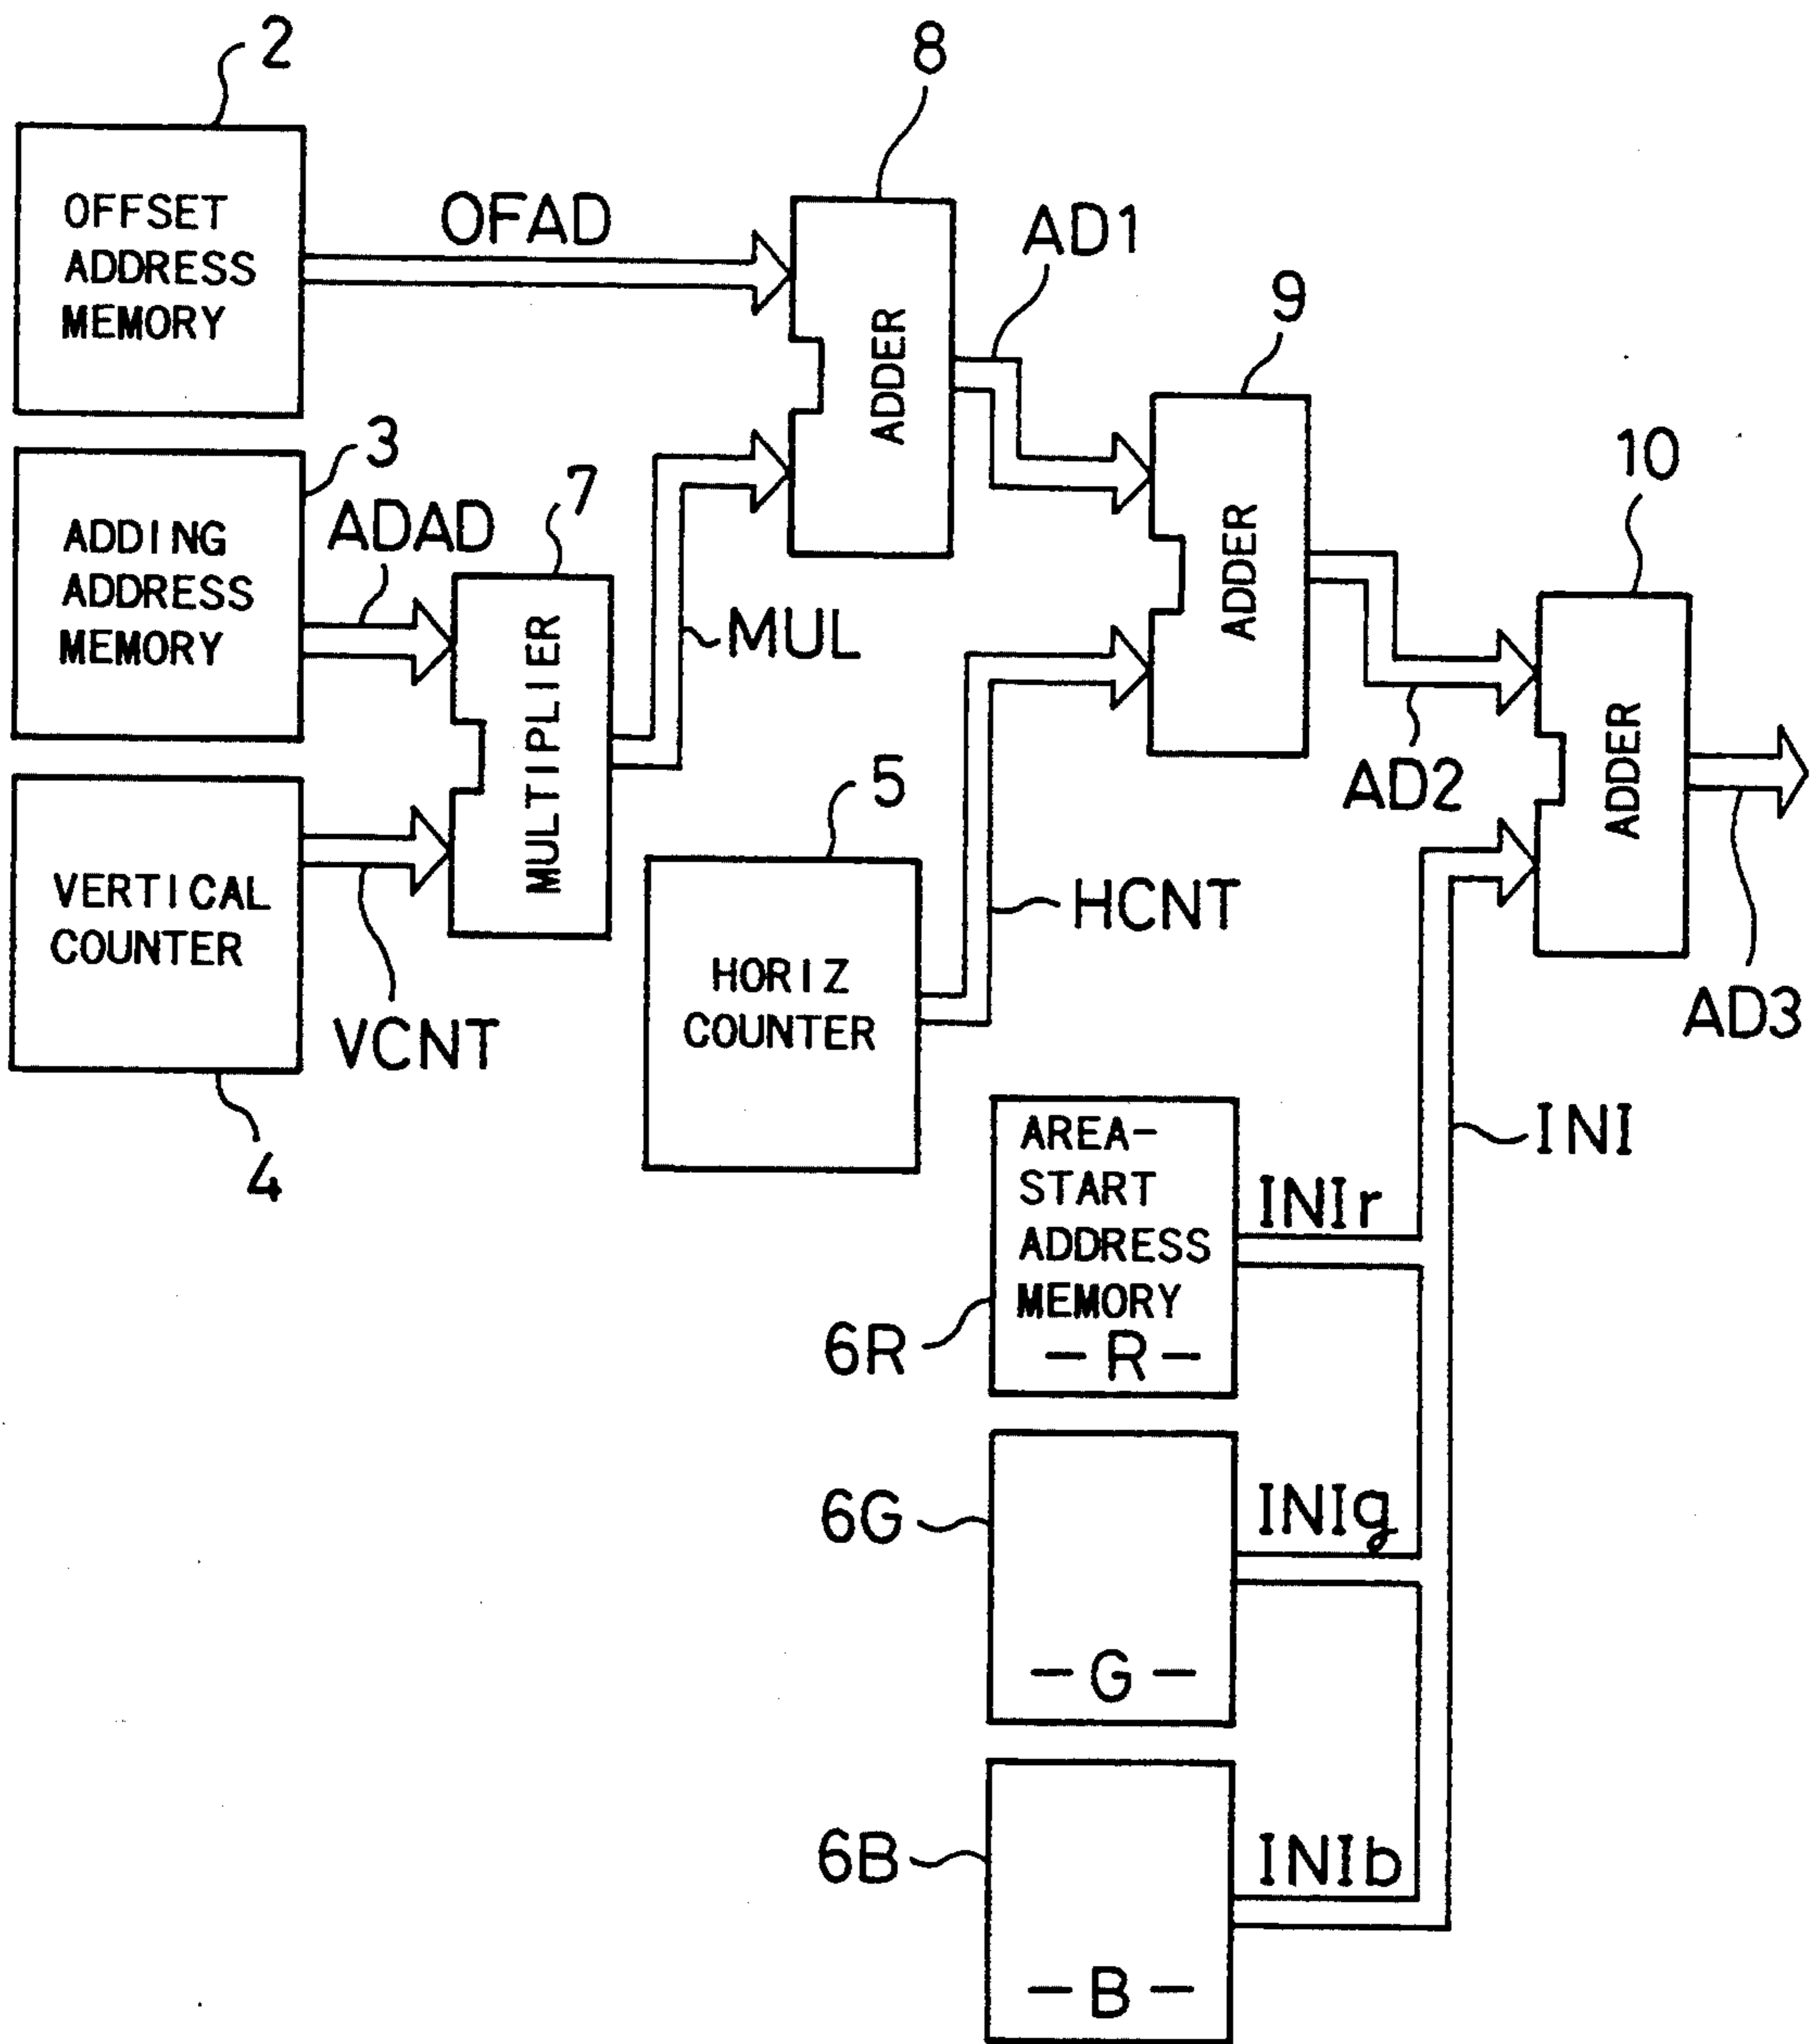 2
8
OFFSET
ADDRESS
MEMORY
OFAD
ADDER
AD1
9
3
ADDING
ADDRESS
MEMORY
ADAD
7
MULTIPLIER
MUL
ADDER
10
ADDER
AD2
AD3
VERTICAL
COUNTER
VCNT
4
5
HORIZ
COUNTER
HCNT
INI
AREA-
START
ADDRESS
MEMORY
-R-
6R
INIr
6G
INIg
-G-
6B
INIb
-B-